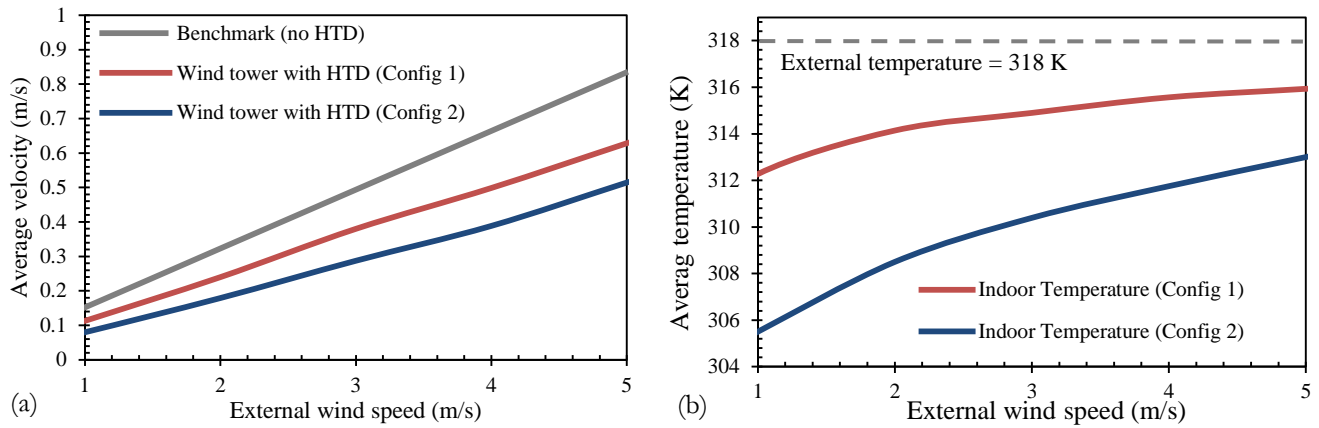 1
0.9
0.8
0.7
0.6
0.5
0.4
0.3
0.2
0.1
0
Average velocity (m/s)
Benchmark (no HTD)
Wind tower with HTD (Config 1)
Wind tower with HTD (Config 2)
1 2 3 4 5
External wind speed (m/s)
(a)
318
316
314
312
310
308
306
304
Averag temperature (K)
External temperature = 318 K
Indoor Temperature (Config 1)
Indoor Temperature (Config 2)
1 2 3 4 5
External wind speed (m/s)
(b)